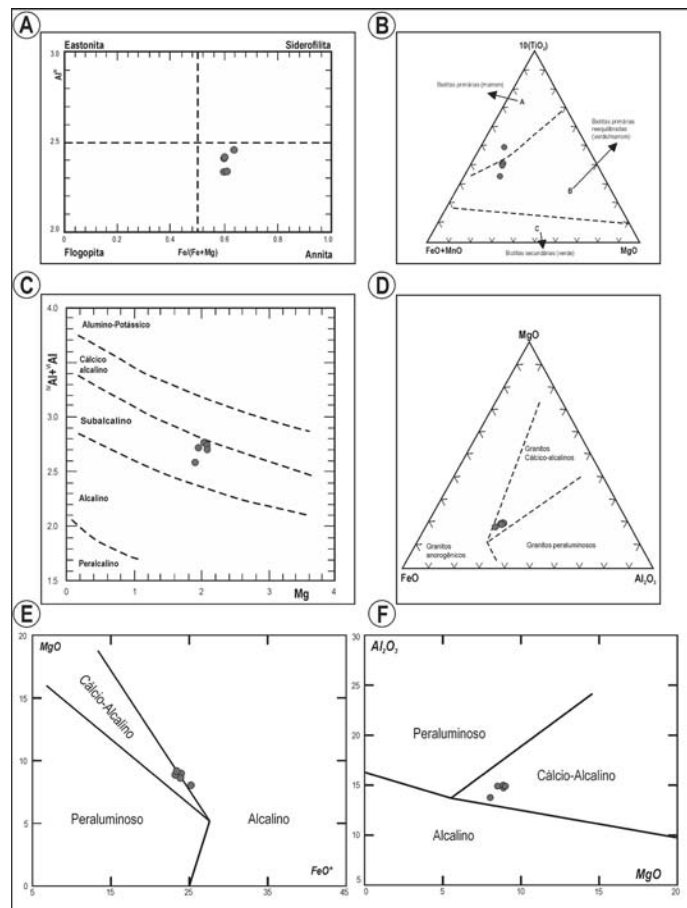 A
Eastonita Siderofilita
3.0
Al^IV
2.5
2.0
0.0 0.2 0.4 0.6 0.8 1.0
Flogopita Fe/(Fe+Mg) Annita
B
10(TiO₂)
Biotitas primárias (marrom)
A
Biotitas primárias
reequilibradas
(verde/marrom)
B
C
FeO+MnO MgO
Biotitas secundárias (verde)
C
4.0
Alumino-Potássico
Cálcico
alcalino
3.5
ᴵⱽAl+ⱽᴵAl
3.0
Subalcalino
2.5
Alcalino
2.0
Peralcalino
1.5
0 1 2 3 4
Mg
D
MgO
Granitos
Cálcico-alcalinos
Granitos
anorogênicos
Granitos peraluminosos
FeO Al₂O₃
E
20
MgO
15
Cálcio-Alcalino
10
Peraluminoso Alcalino
5
0
FeO*
5 15 25 35 45
F
30
Al₂O₃
25
Peraluminoso
20
Cálcio-Alcalino
15
10
Alcalino
5
MgO
0 5 10 15 20